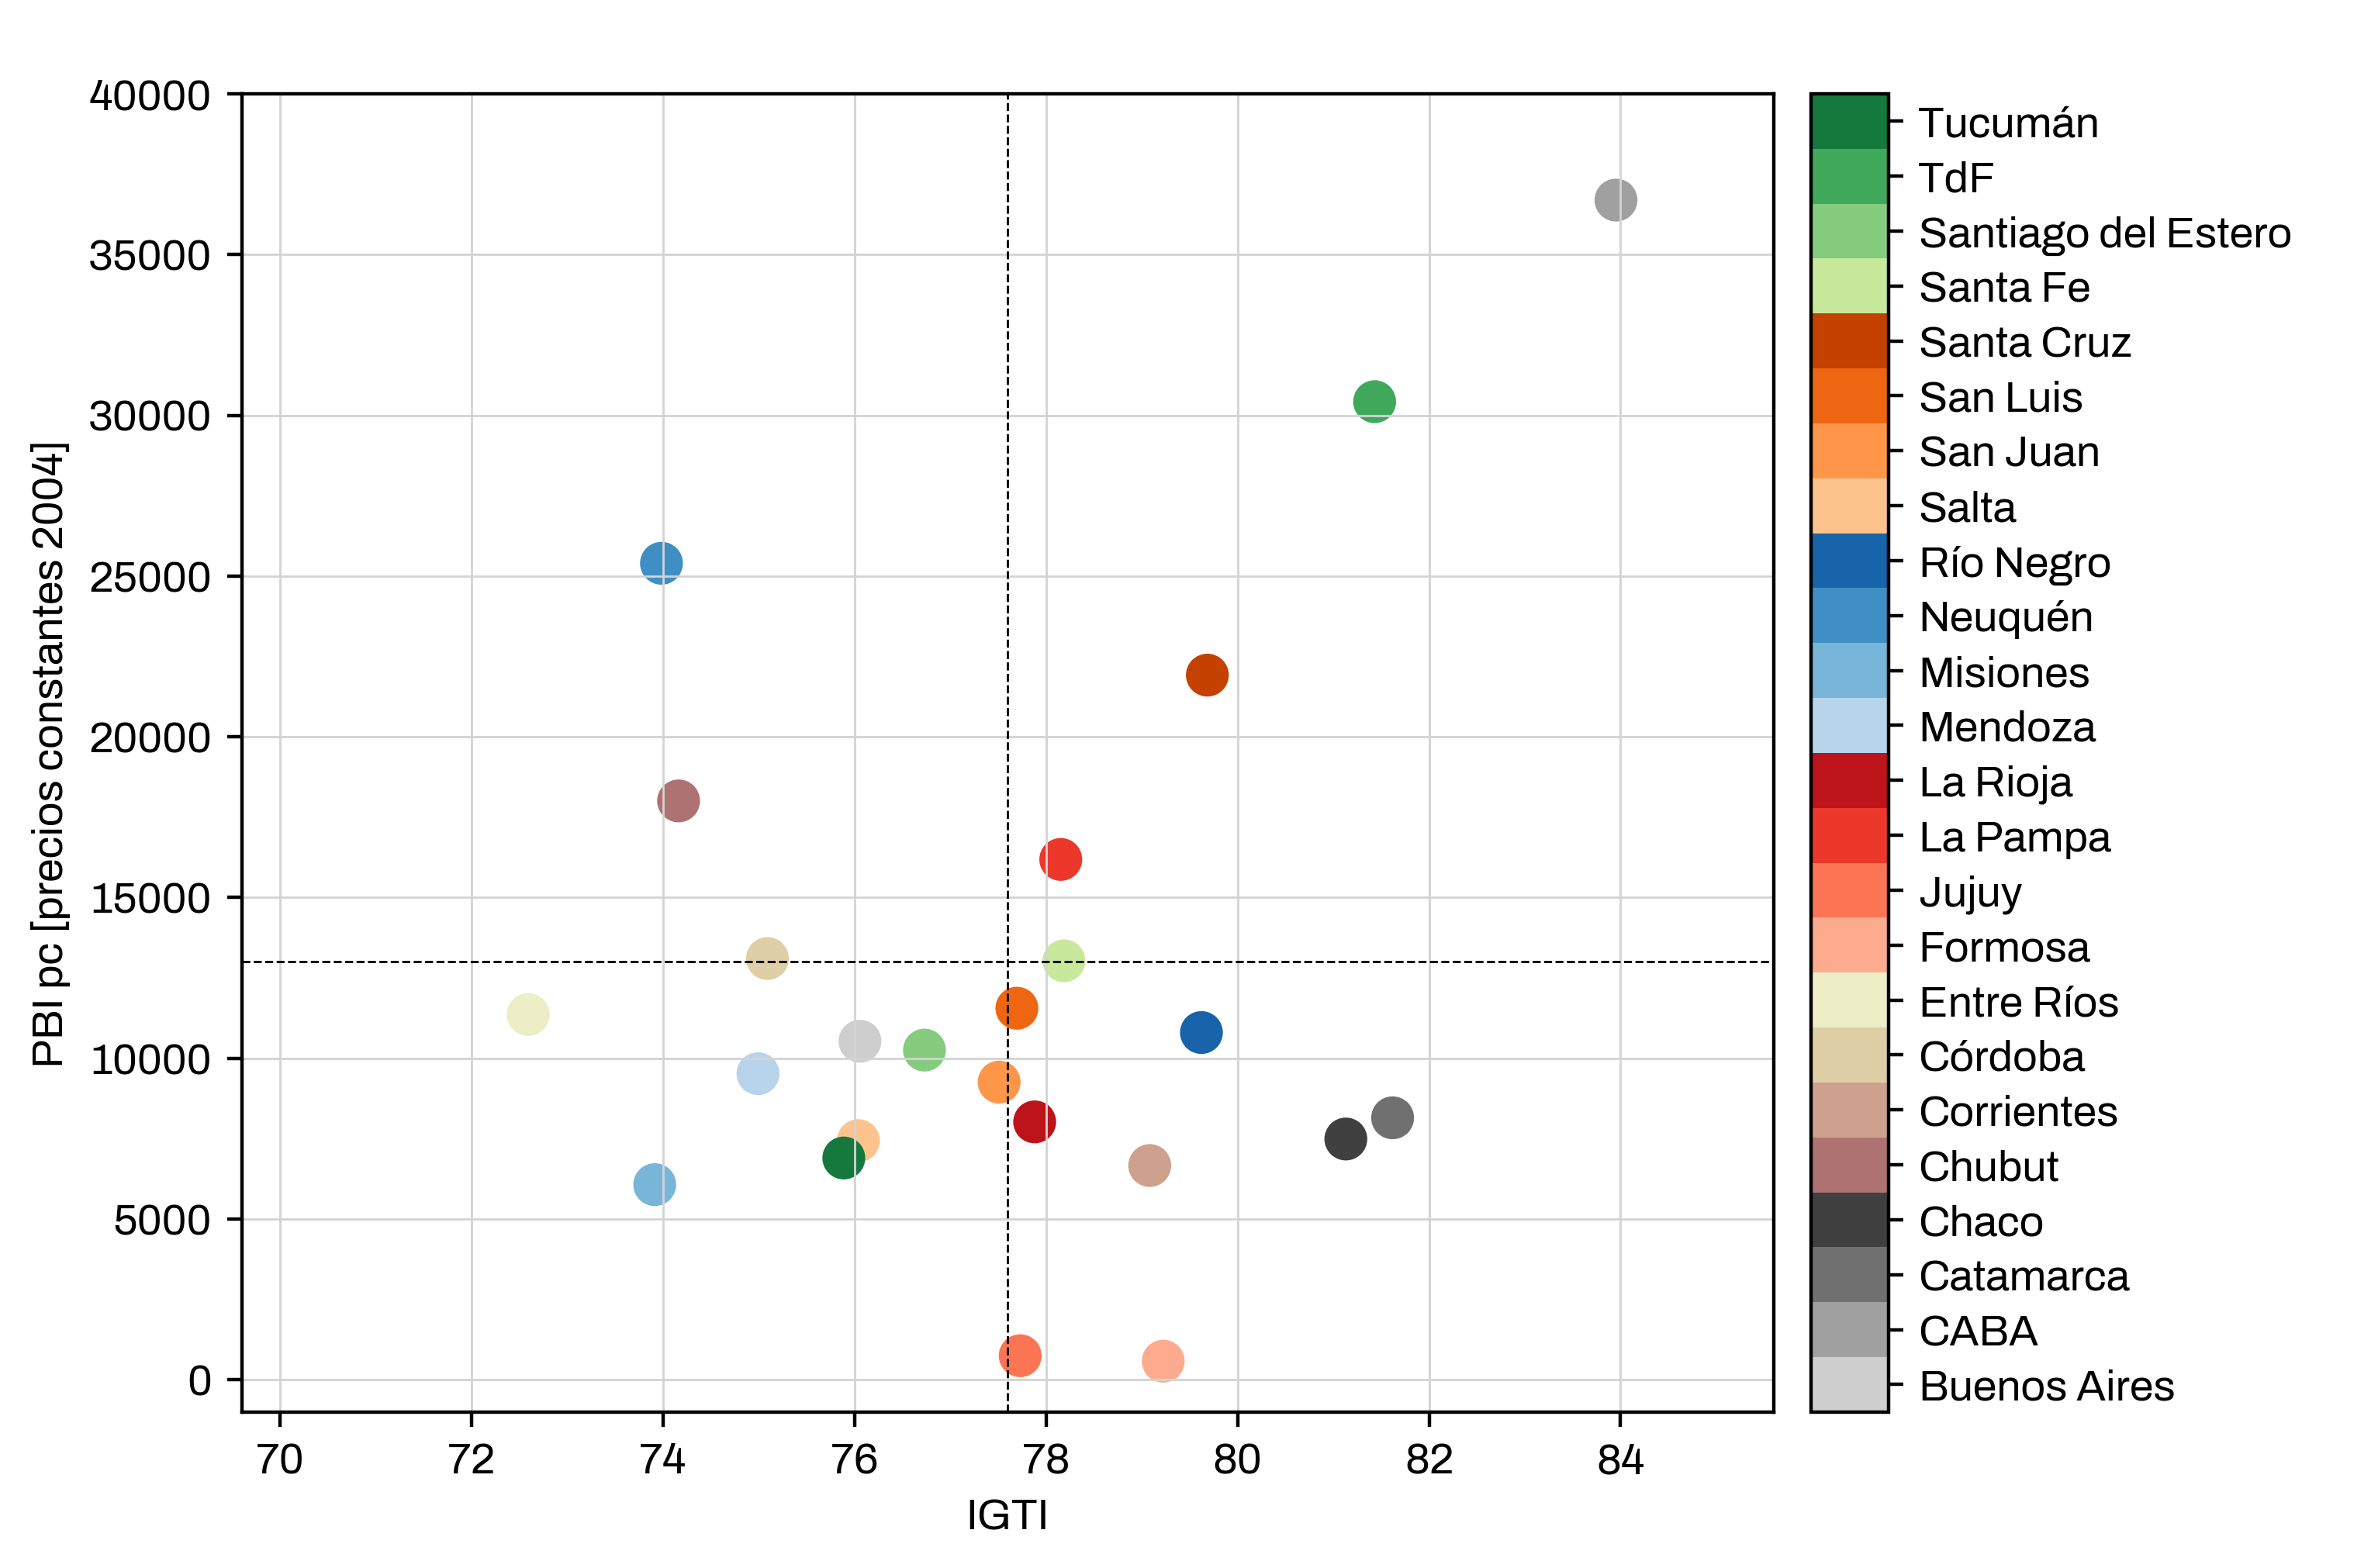 40000
35000
30000
25000
20000
15000
10000
5000
0
PBI pc [precios constantes 2004]
70 72 74 76 78 80 82 84
IGTI
Tucumán
TdF
Santiago del Estero
Santa Fe
Santa Cruz
San Luis
San Juan
Salta
Río Negro
Neuquén
Misiones
Mendoza
La Rioja
La Pampa
Jujuy
Formosa
Entre Ríos
Córdoba
Corrientes
Chubut
Chaco
Catamarca
CABA
Buenos Aires